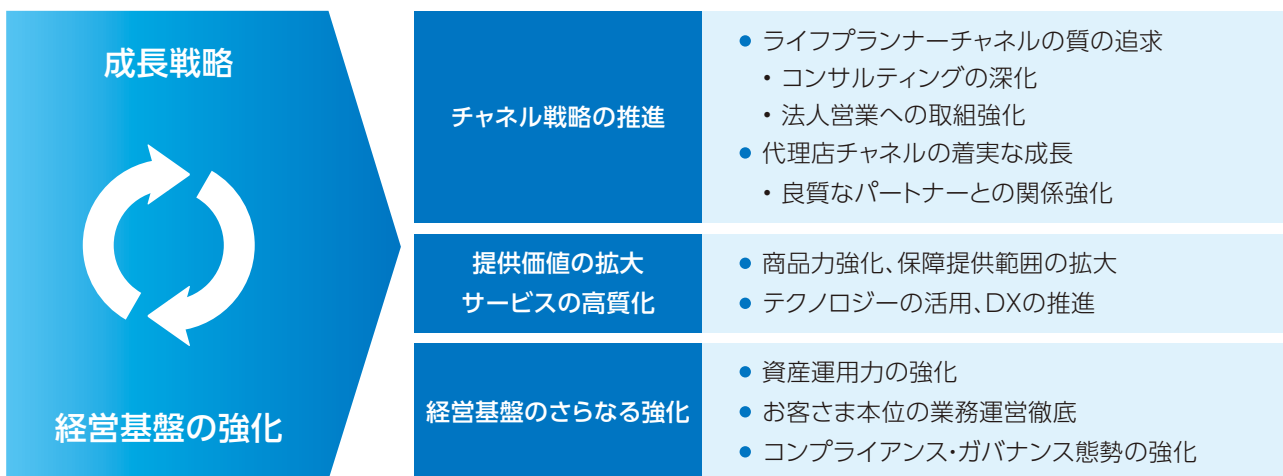 成長戦略
経営基盤の強化
チャネル戦略の推進
● ライフプランナーチャネルの質の追求
・コンサルティングの深化
・法人営業への取組強化
● 代理店チャネルの着実な成長
・良質なパートナーとの関係強化
提供価値の拡大
サービスの高質化
● 商品力強化、保障提供範囲の拡大
● テクノロジーの活用、DXの推進
経営基盤のさらなる強化
● 資産運用力の強化
● お客さま本位の業務運営徹底
● コンプライアンス・ガバナンス態勢の強化